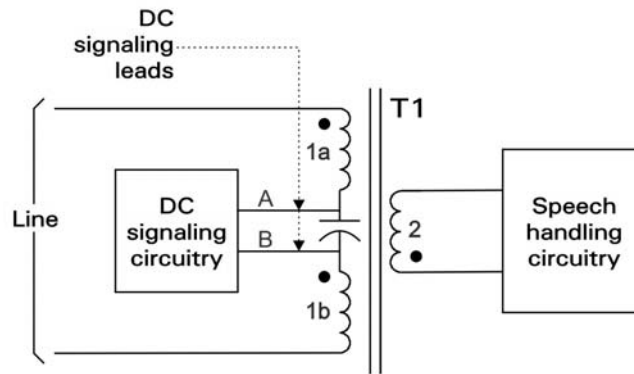 DC
signaling
leads
T1
1a
Line
DC
signaling
circuitry
A
B
2
Speech
handling
circuitry
1b